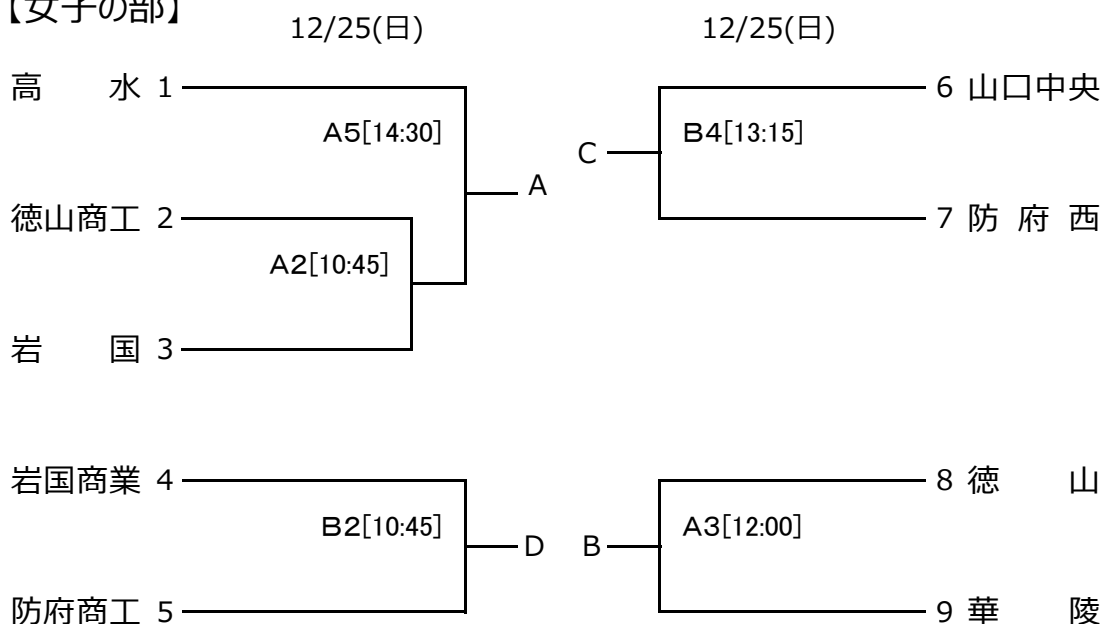 【女子の部】
12/25(日) 12/25(日)
高 水 1 6 山口中央
A5[14:30] B4[13:15]
C
A
徳山商工 2 7 防 府 西
A2[10:45]
岩 国 3
岩国商業 4 8 徳 山
B2[10:45] A3[12:00]
D B
防府商工 5 9 華 陵